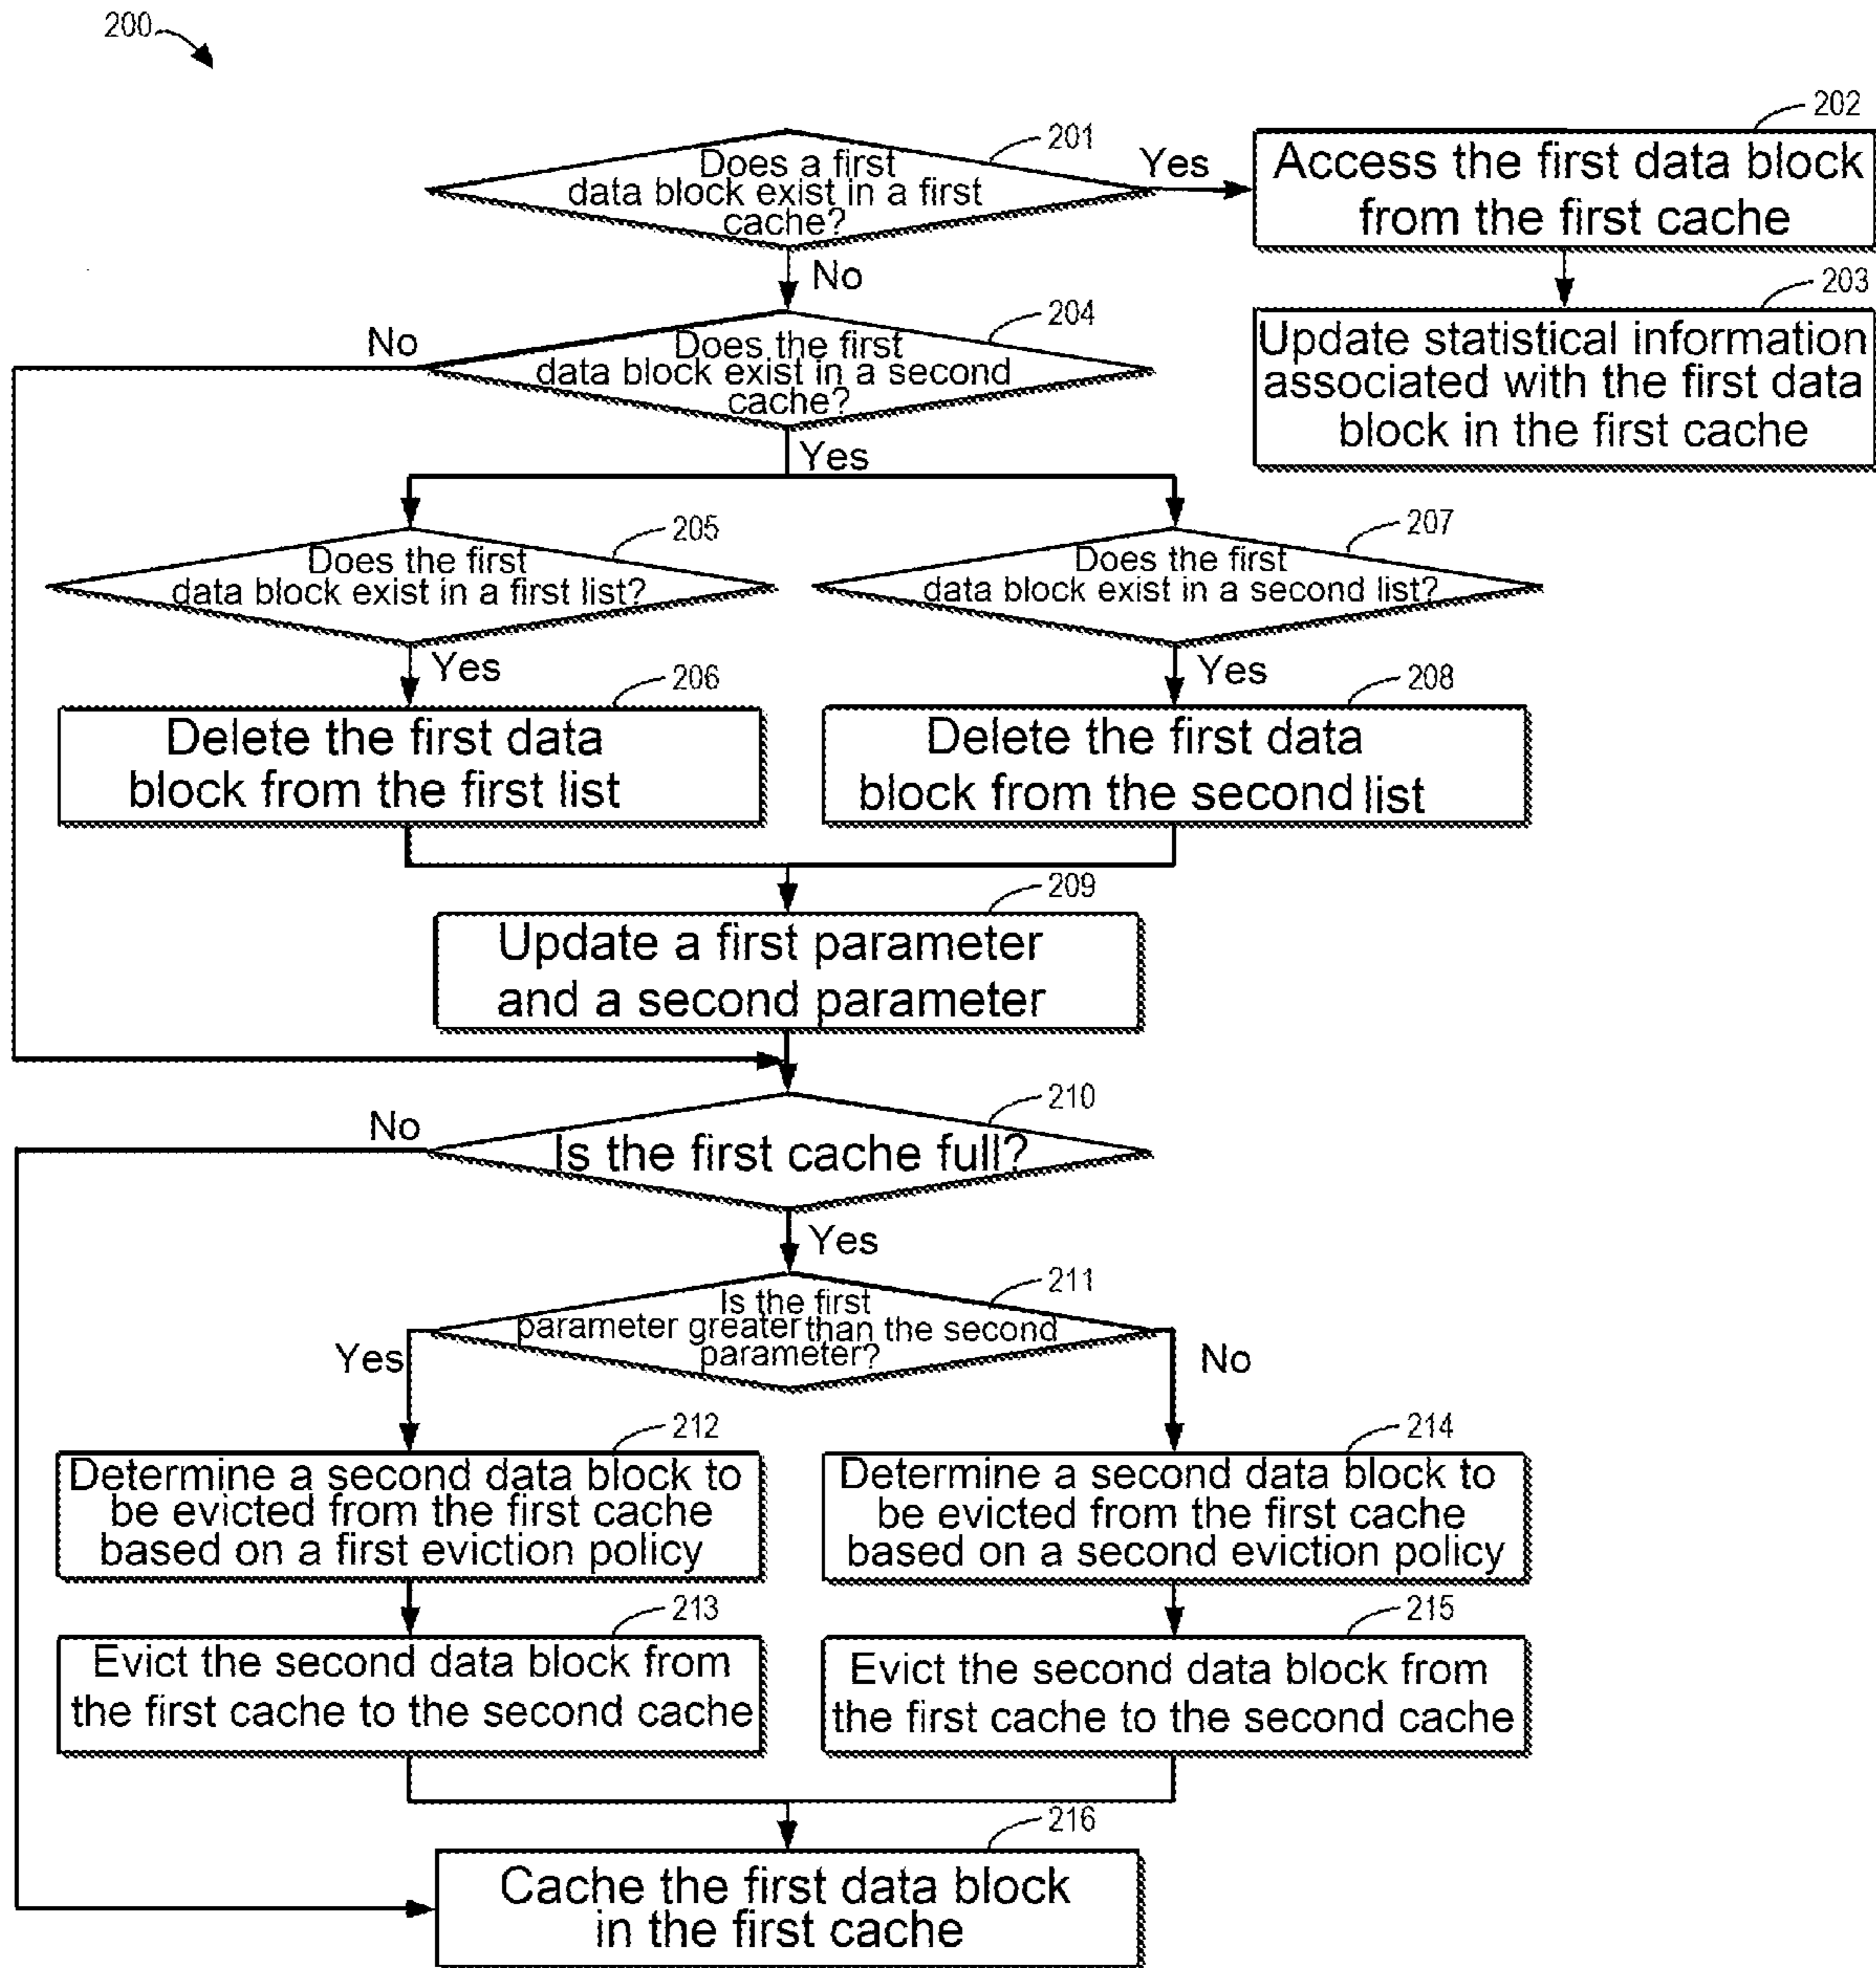 200
201
Does a first
data block exist in a first
cache?
Yes
202
Access the first data block
from the first cache
No
203
Update statistical information
associated with the first data
block in the first cache
204
No
Does the first
data block exist in a second
cache?
Yes
205
Does the first
data block exist in a first list?
207
Does the first
data block exist in a second list?
Yes
206
Delete the first data
block from the first list
Yes
208
Delete the first data
block from the second list
209
Update a first parameter
and a second parameter
210
No
Is the first cache full?
Yes
211
Is the first
parameter greater than the second
parameter?
Yes
No
212
Determine a second data block to
be evicted from the first cache
based on a first eviction policy
214
Determine a second data block to
be evicted from the first cache
based on a second eviction policy
213
Evict the second data block from
the first cache to the second cache
215
Evict the second data block from
the first cache to the second cache
216
Cache the first data block
in the first cache